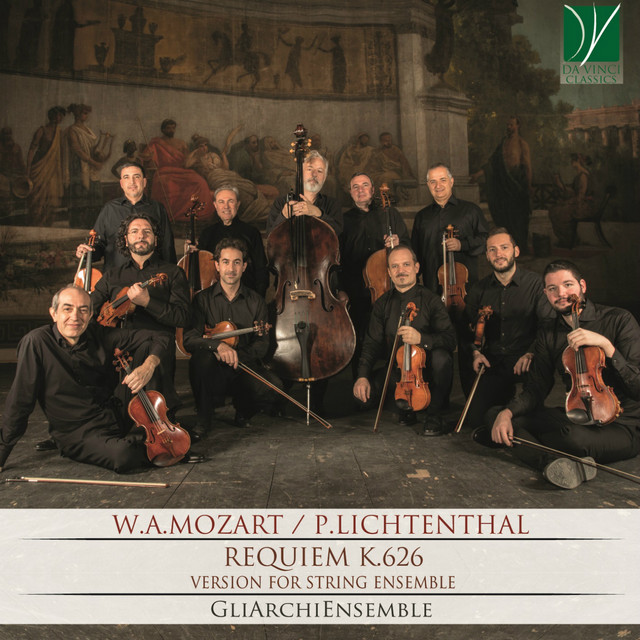 DA VINCI
CLASSICS
W.A.MOZART / P.LICHTENTHAL
REQUIEM K.626
VERSION FOR STRING ENSEMBLE
GLIARCHIENSEMBLE